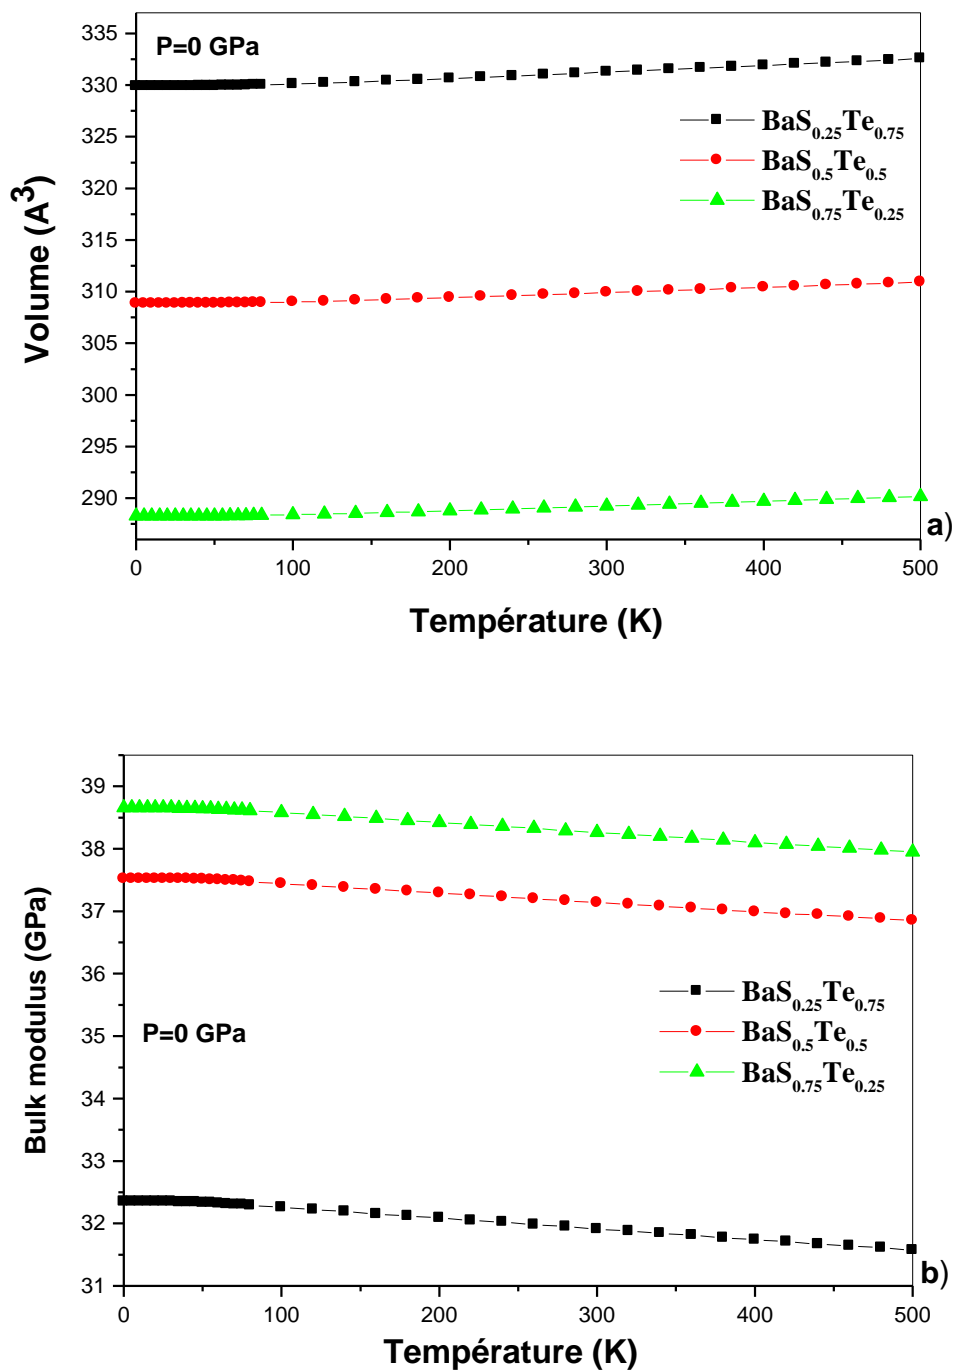 P=0 GPa
335
330
325
320
315
310
305
300
295
290
Volume (A³)
BaS0.25Te0.75
BaS0.5Te0.5
BaS0.75Te0.25
a)
0 100 200 300 400 500
Température (K)
39
38
37
36
35
34
33
32
31
Bulk modulus (GPa)
BaS0.25Te0.75
P=0 GPa
BaS0.5Te0.5
BaS0.75Te0.25
b)
0 100 200 300 400 500
Température (K)